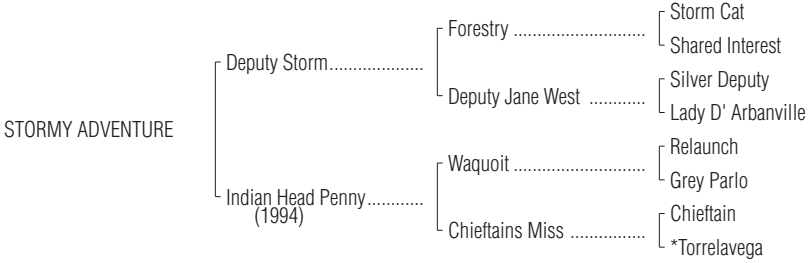 Storm Cat
Forestry ...........................
Shared Interest
Deputy Storm...................
Silver Deputy
Deputy Jane West ............
Lady D' Arbanville
STORMY ADVENTURE
Relaunch
Waquoit ...........................
Grey Parlo
Indian Head Penny............
(1994)
Chieftain
Chieftains Miss ................
*Torrelavega